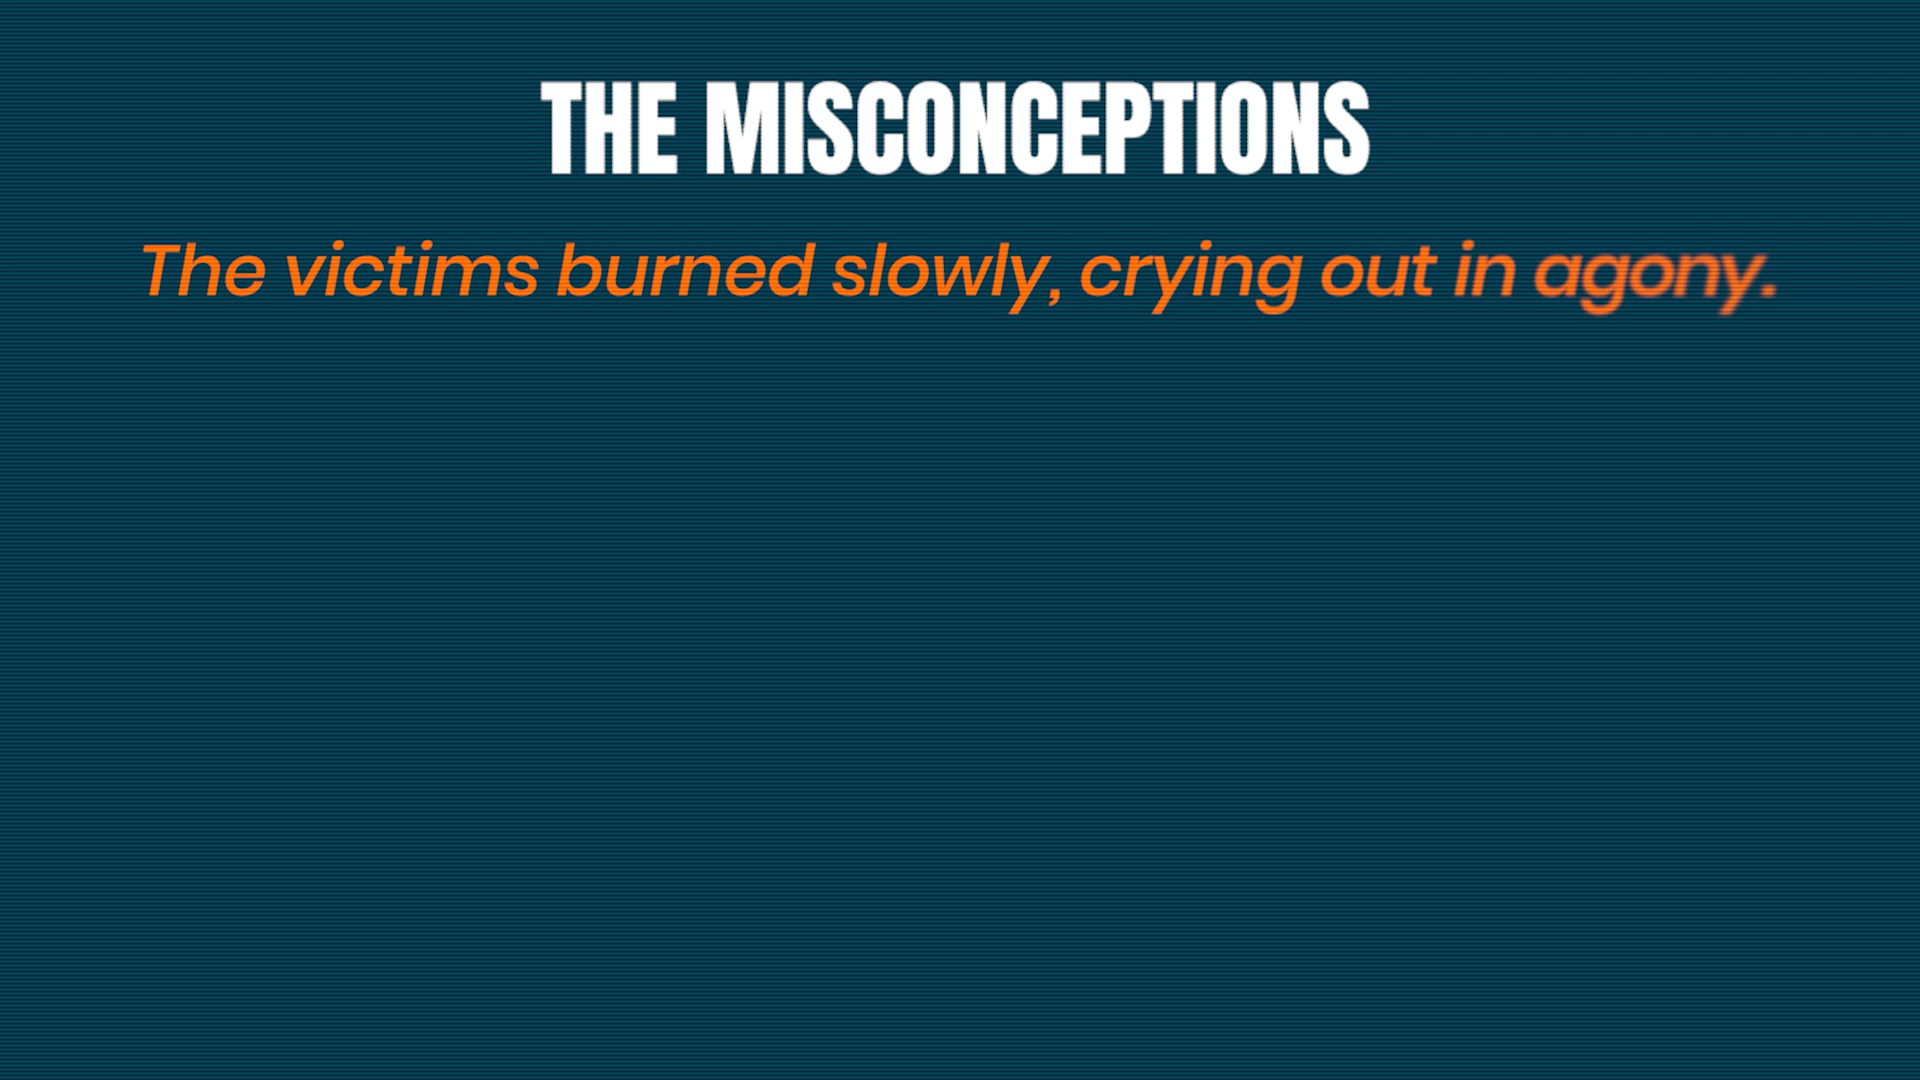 THE MISCONCEPTIONS
The victims burned slowly, crying out in agony.